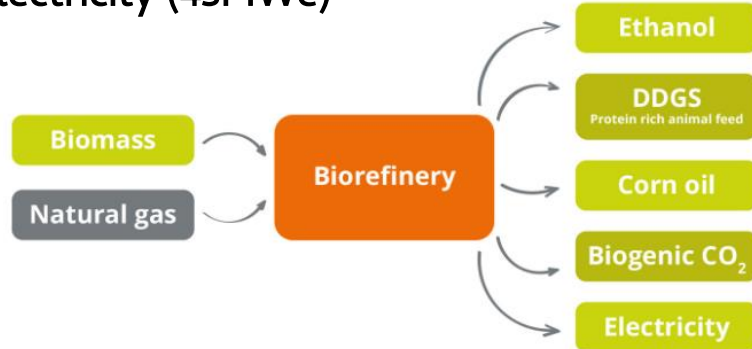 Ethanol
DDGS
Protein rich animal feed
Biomass
Biorefinery
Corn oil
Natural gas
Biogenic CO₂
Electricity